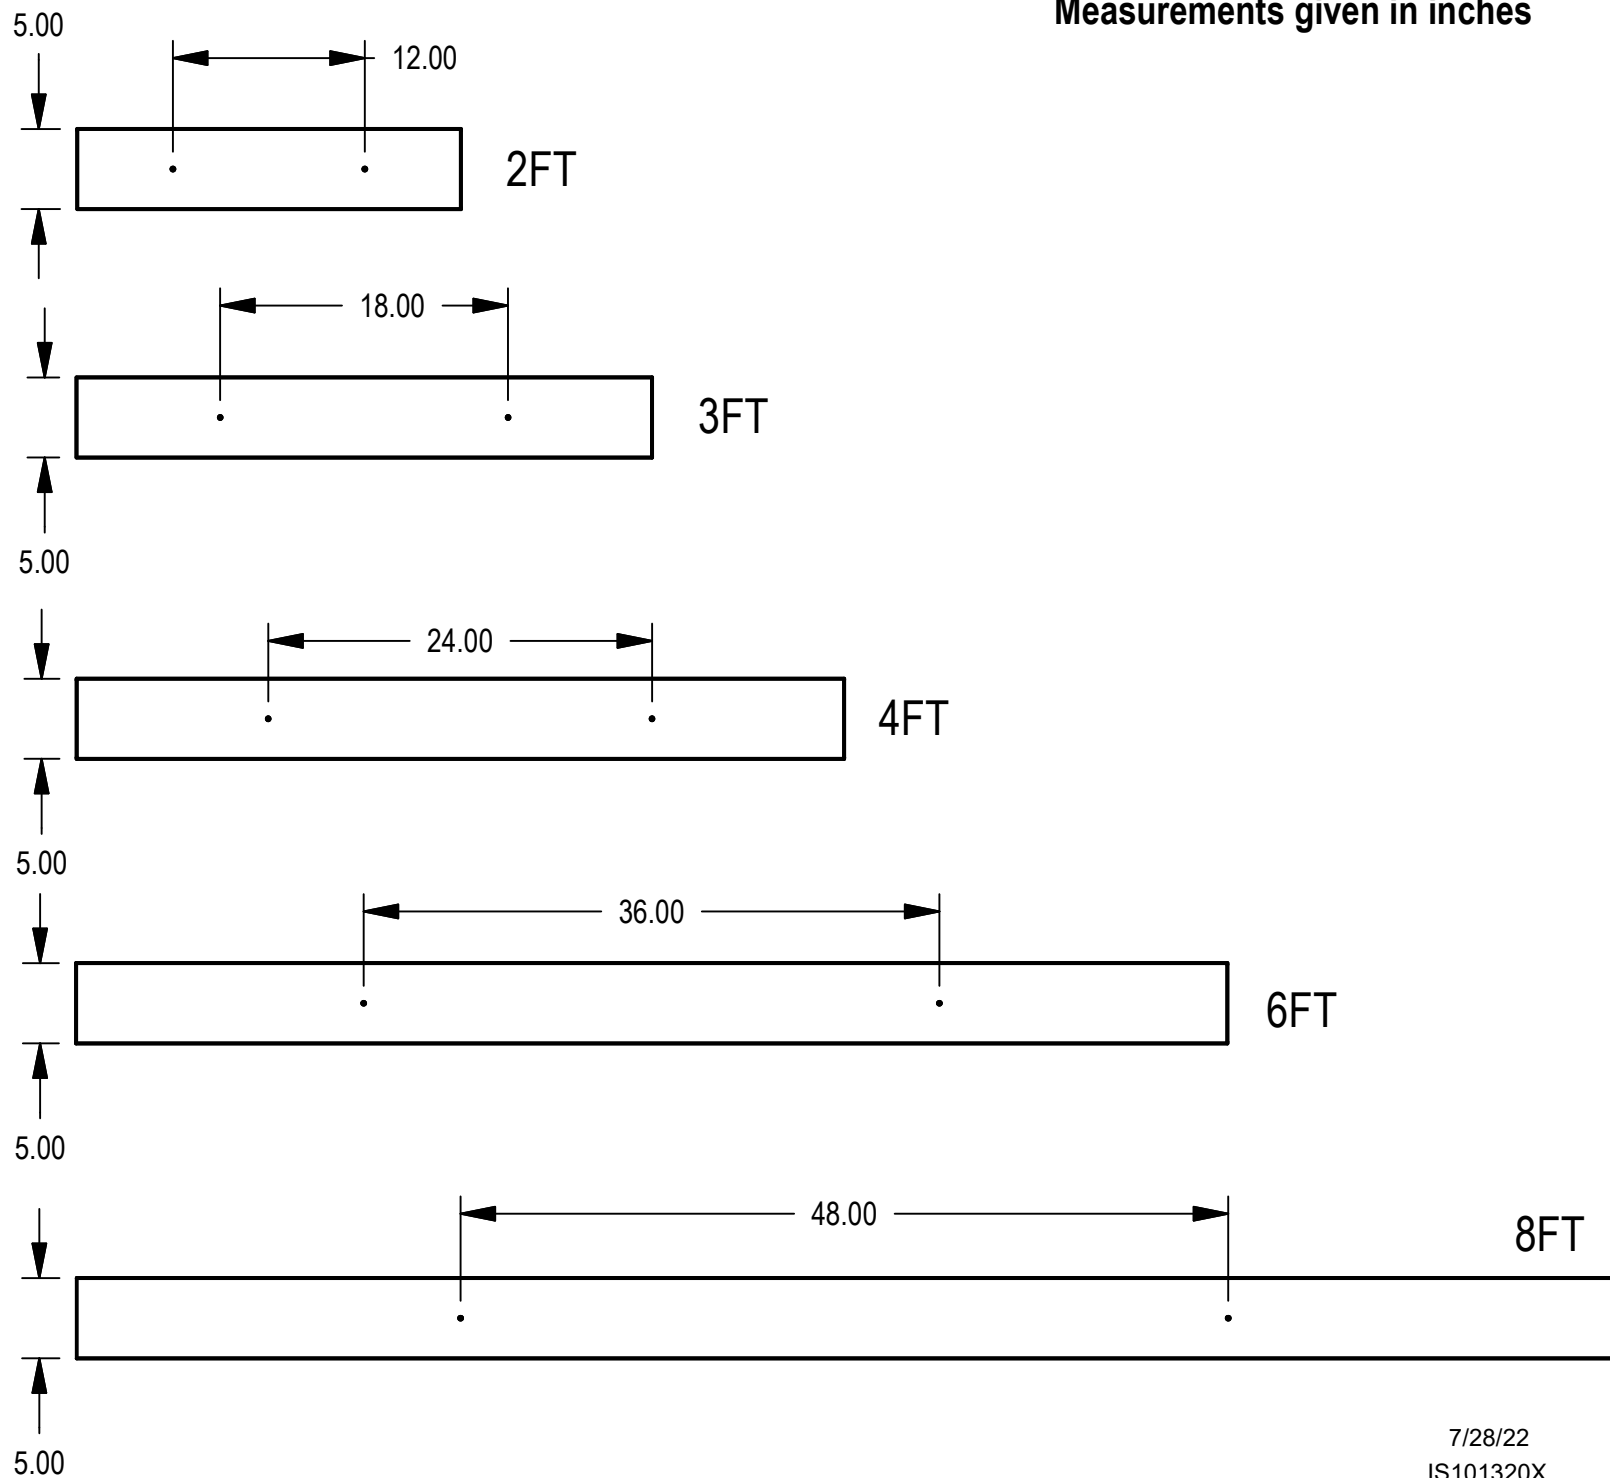 Measurements given in inches
5.00
12.00
2FT
18.00
3FT
5.00
24.00
4FT
5.00
36.00
6FT
5.00
48.00
8FT
5.00
7/28/22
IS101320X